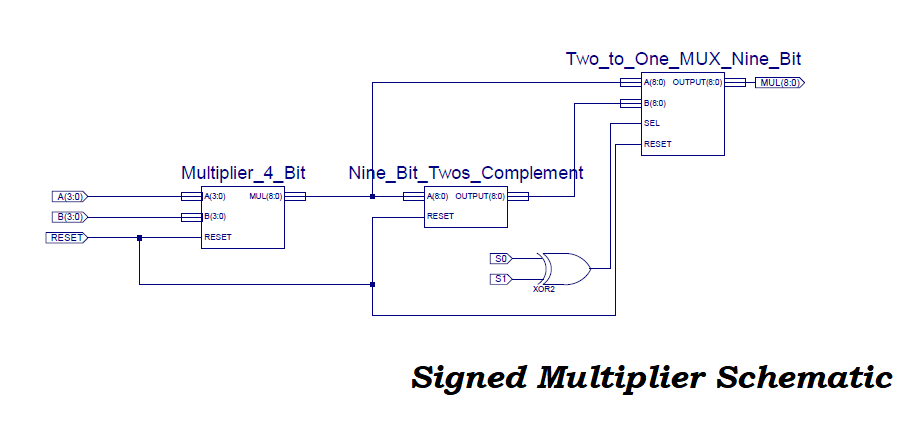 Two_to_One_MUX_Nine_Bit
A(8:0) OUTPUT(8:0)
MUL(8:0)
B(8:0)
SEL
RESET
Multiplier_4_Bit
Nine_Bit_Twos_Complement
A(3:0)
A(3:0) MUL(8:0)
A(8:0) OUTPUT(8:0)
B(3:0)
B(3:0)
RESET
RESET
RESET
S0
S1
XOR2
Signed Multiplier Schematic